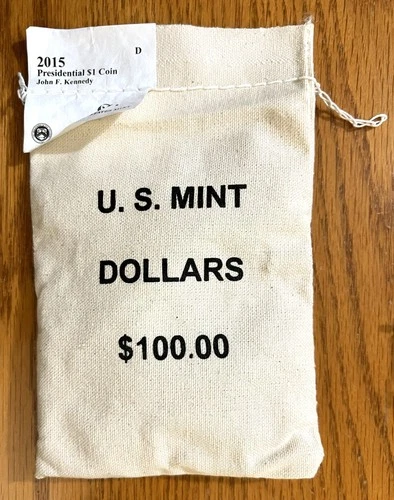 2015 D
Presidential $1 Coin
John F. Kennedy
U. S. MINT
DOLLARS
$100.00